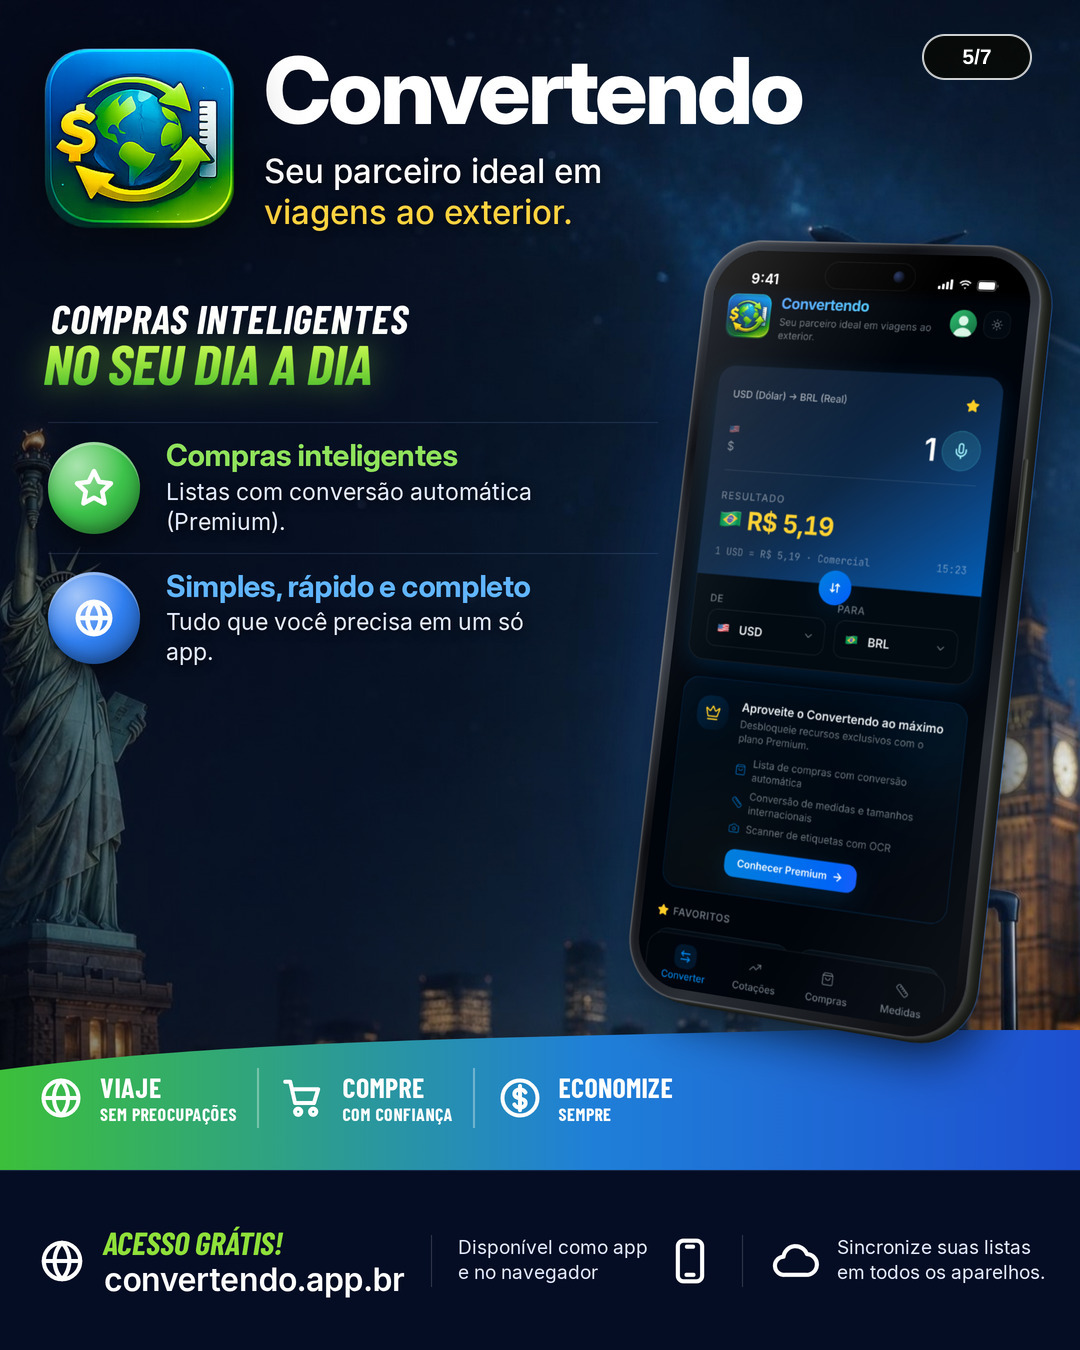 Convertendo
5/7
Seu parceiro ideal em
viagens ao exterior.
COMPRAS INTELIGENTES
NO SEU DIA A DIA
Compras inteligentes
Listas com conversão automática
(Premium).
Simples, rápido e completo
Tudo que você precisa em um só
app.
9:41
Convertendo
Seu parceiro ideal em viagens ao
exterior.
USD (Dólar) → BRL (Real)
$
1
RESULTADO
R$ 5,19
1 USD = R$ 5,19 · Comercial
15:23
DE
PARA
USD
BRL
Aproveite o Convertendo ao máximo
Desbloqueie recursos exclusivos com o
plano Premium.
Lista de compras com conversão
automática
Conversão de medidas e tamanhos
internacionais
Scanner de etiquetas com OCR
Conhecer Premium →
FAVORITOS
Converter
Cotações
Compras
Medidas
VIAJE
SEM PREOCUPAÇÕES
COMPRE
COM CONFIANÇA
ECONOMIZE
SEMPRE
ACESSO GRÁTIS!
convertendo.app.br
Disponível como app
e no navegador
Sincronize suas listas
em todos os aparelhos.